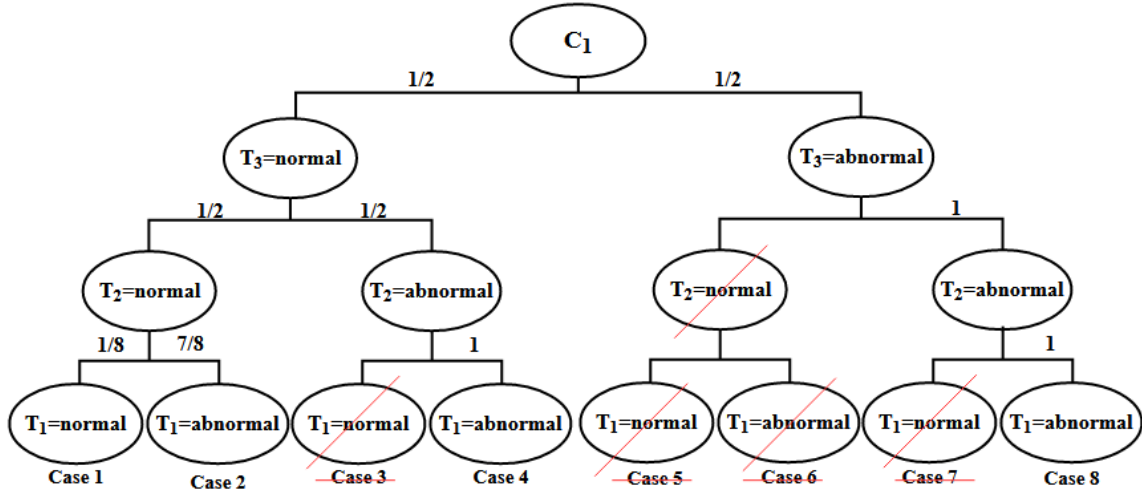 C1
1/2 1/2
T3=normal T3=abnormal
1/2 1/2 1
T2=normal T2=abnormal T2=normal T2=abnormal
1/8 7/8 1 1
T1=normal T1=abnormal T1=normal T1=abnormal T1=normal T1=abnormal T1=normal T1=abnormal
Case 1 Case 2 Case 3 Case 4 Case 5 Case 6 Case 7 Case 8